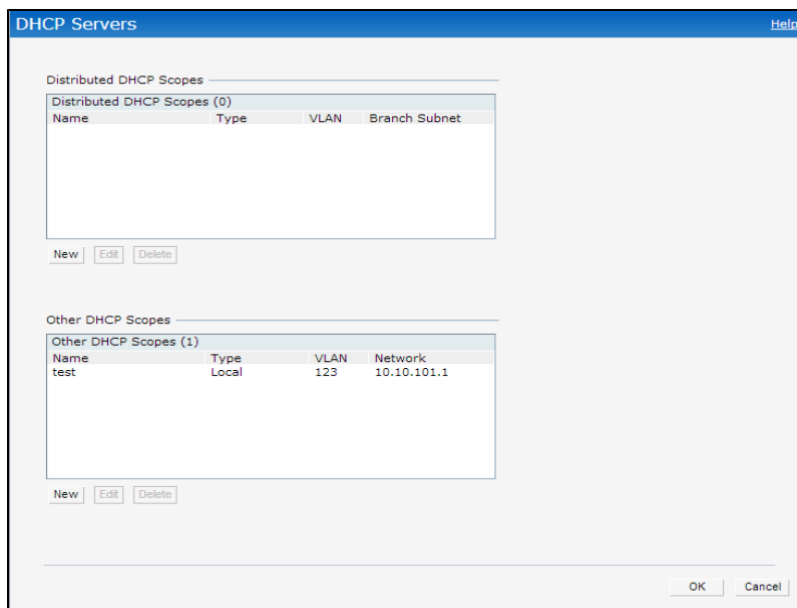 DHCP Servers Help
Distributed DHCP Scopes
Distributed DHCP Scopes (0)
Name Type VLAN Branch Subnet
New Edit Delete
Other DHCP Scopes
Other DHCP Scopes (1)
Name Type VLAN Network
test Local 123 10.10.101.1
New Edit Delete
OK Cancel